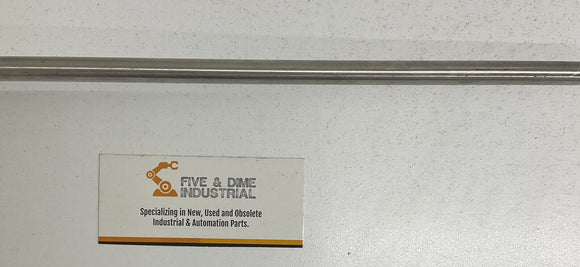 FIVE & DIME
INDUSTRIAL
Specializing in New, Used and Obsolete
Industrial & Automation Parts.